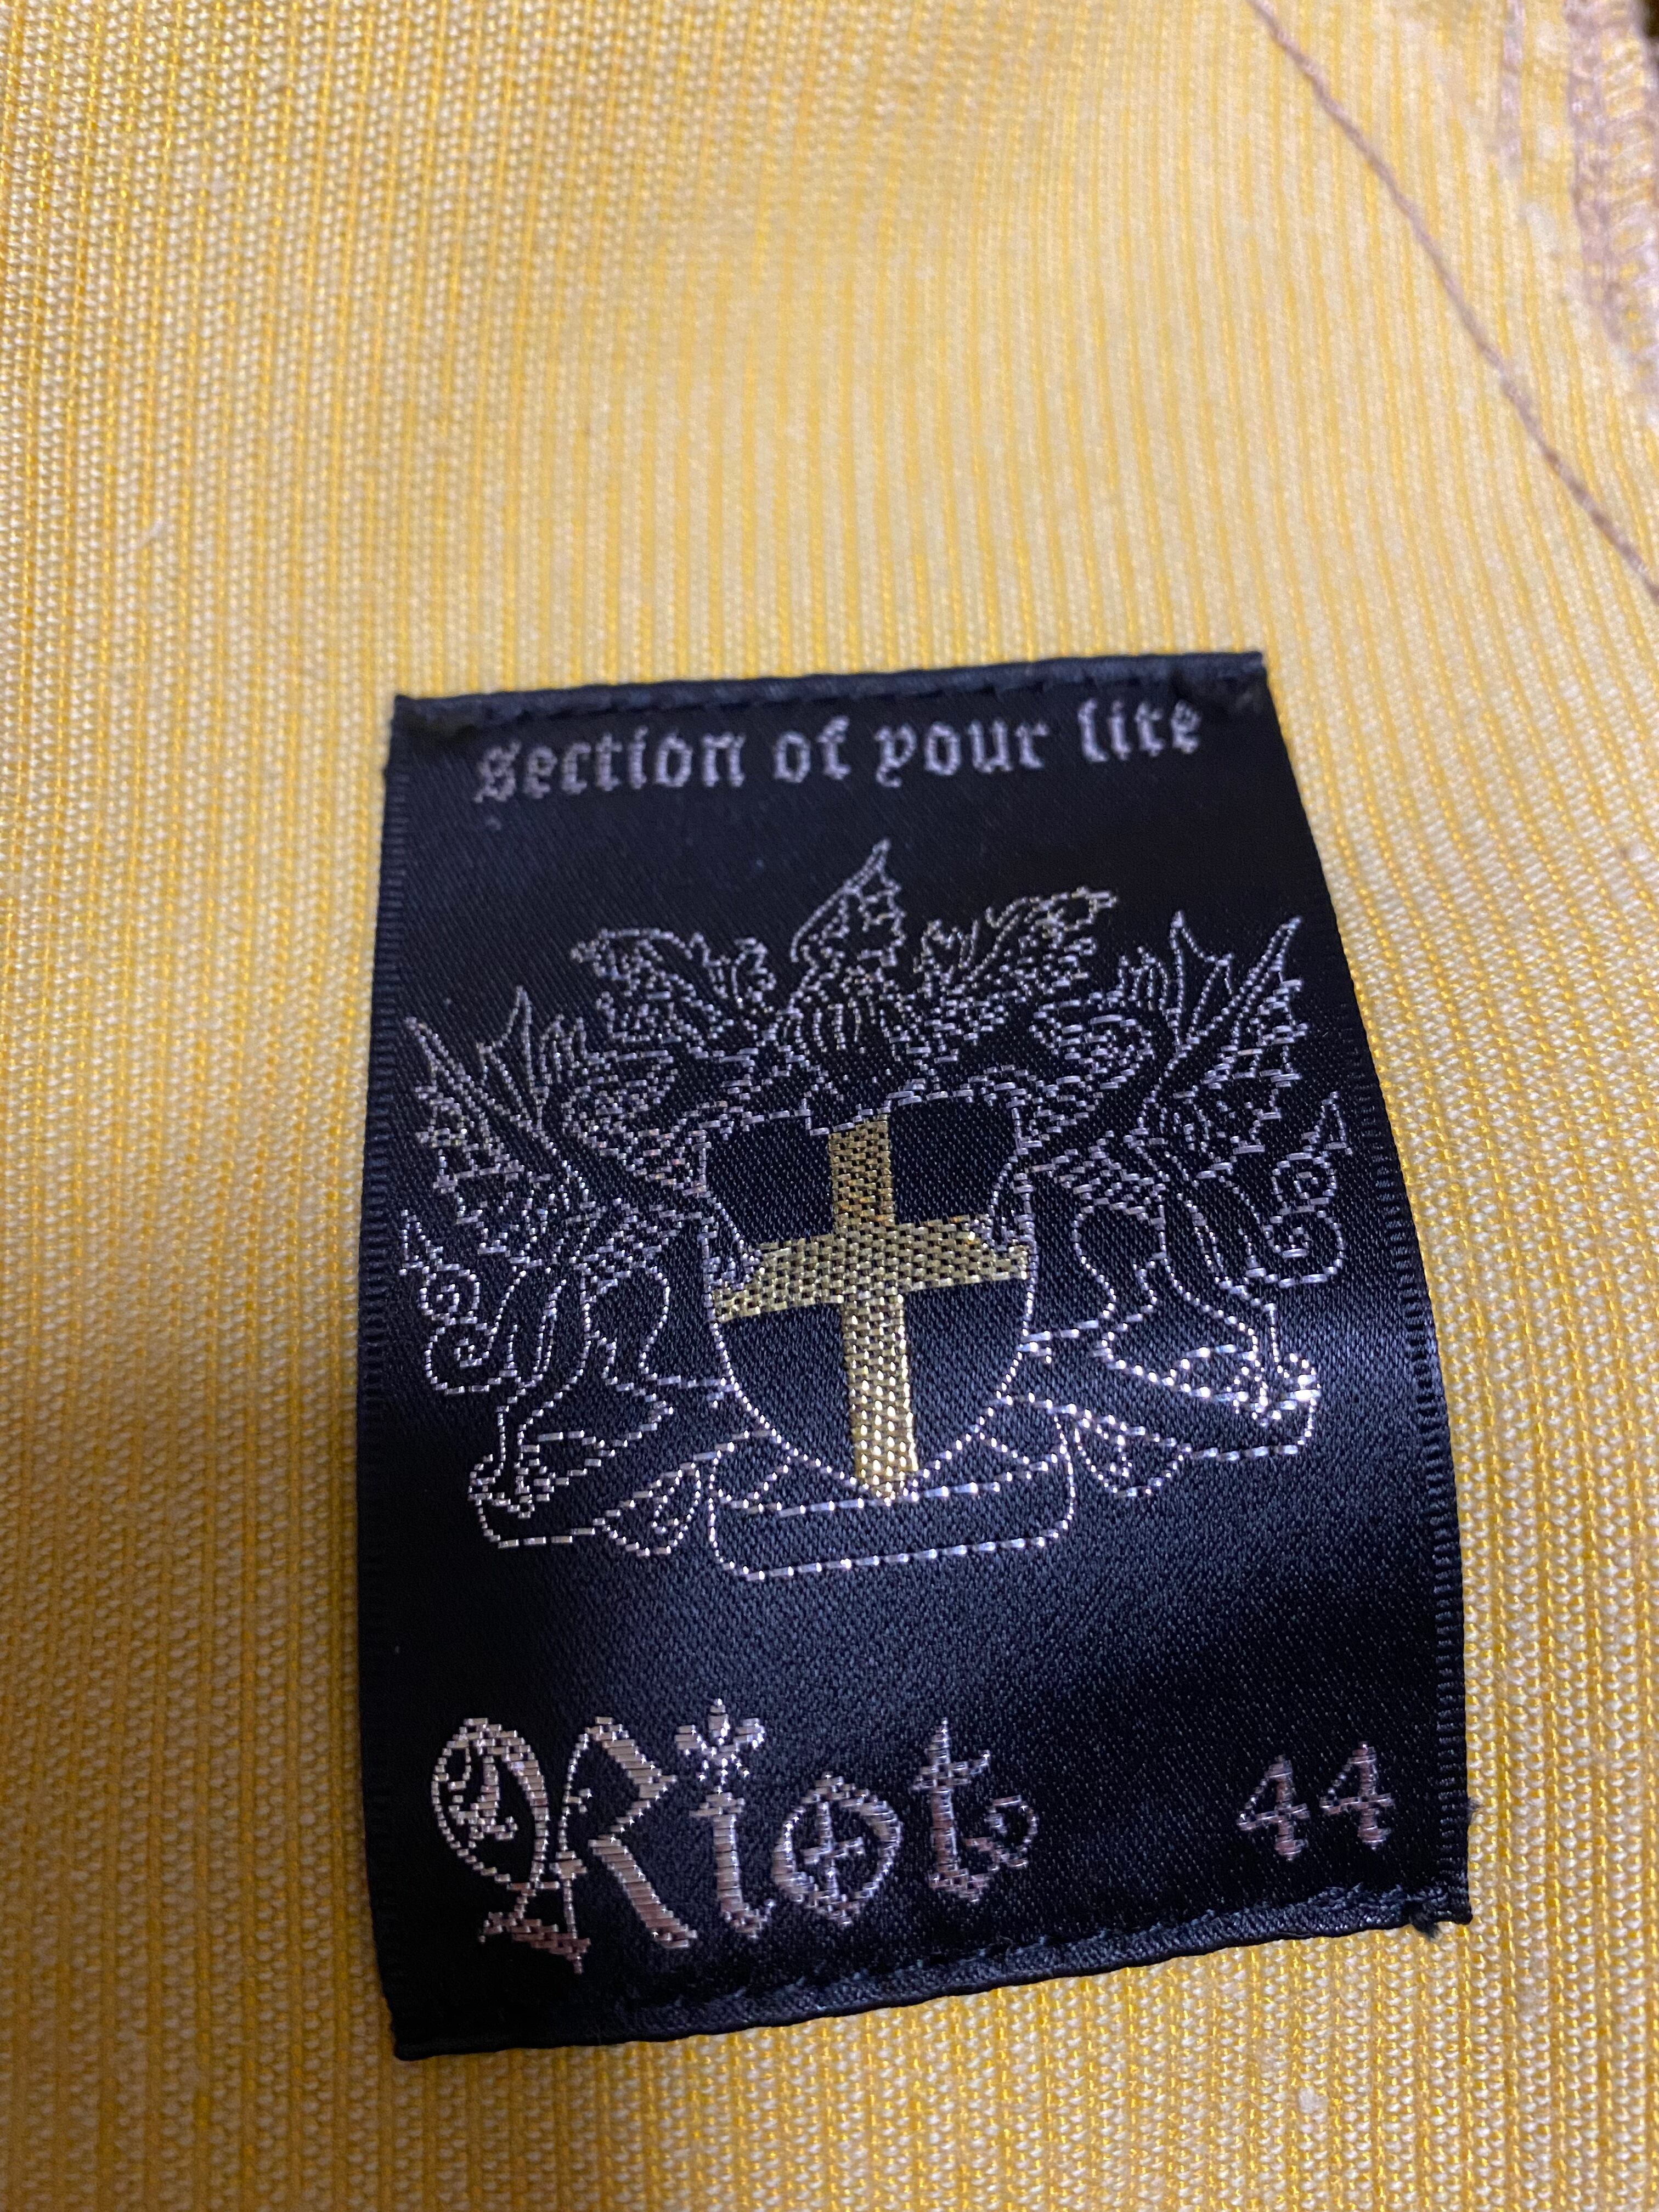 section of your life
Riot 44